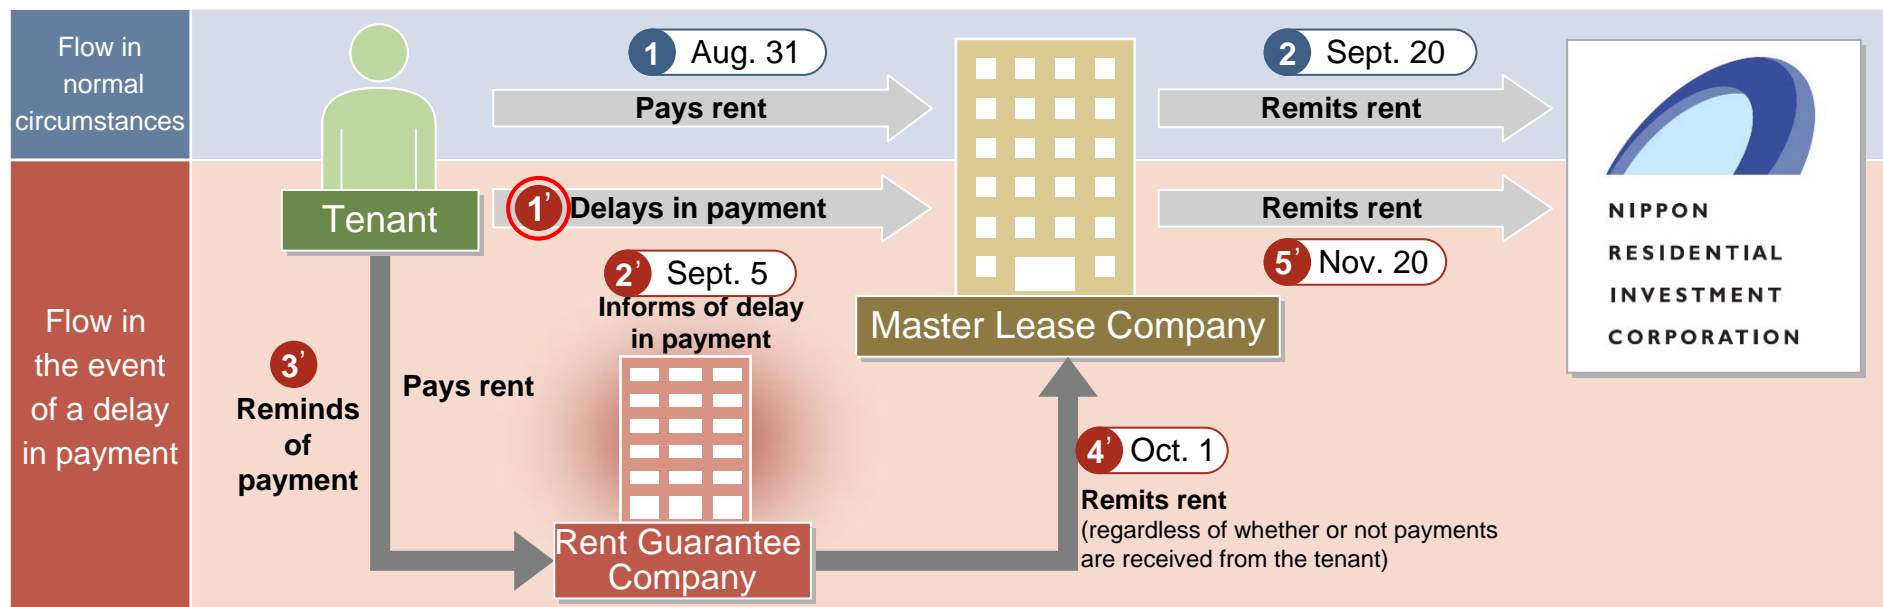 Flow in
normal
circumstances
1 Aug. 31
Pays rent
2 Sept. 20
Remits rent
NIPPON
RESIDENTIAL
INVESTMENT
CORPORATION
Flow in
the event
of a delay
in payment
Tenant
1' Delays in payment
Remits rent
2' Sept. 5
Informs of delay
in payment
5' Nov. 20
Master Lease Company
3'
Reminds
of
payment
Pays rent
4' Oct. 1
Remits rent
(regardless of whether or not payments
are received from the tenant)
Rent Guarantee
Company